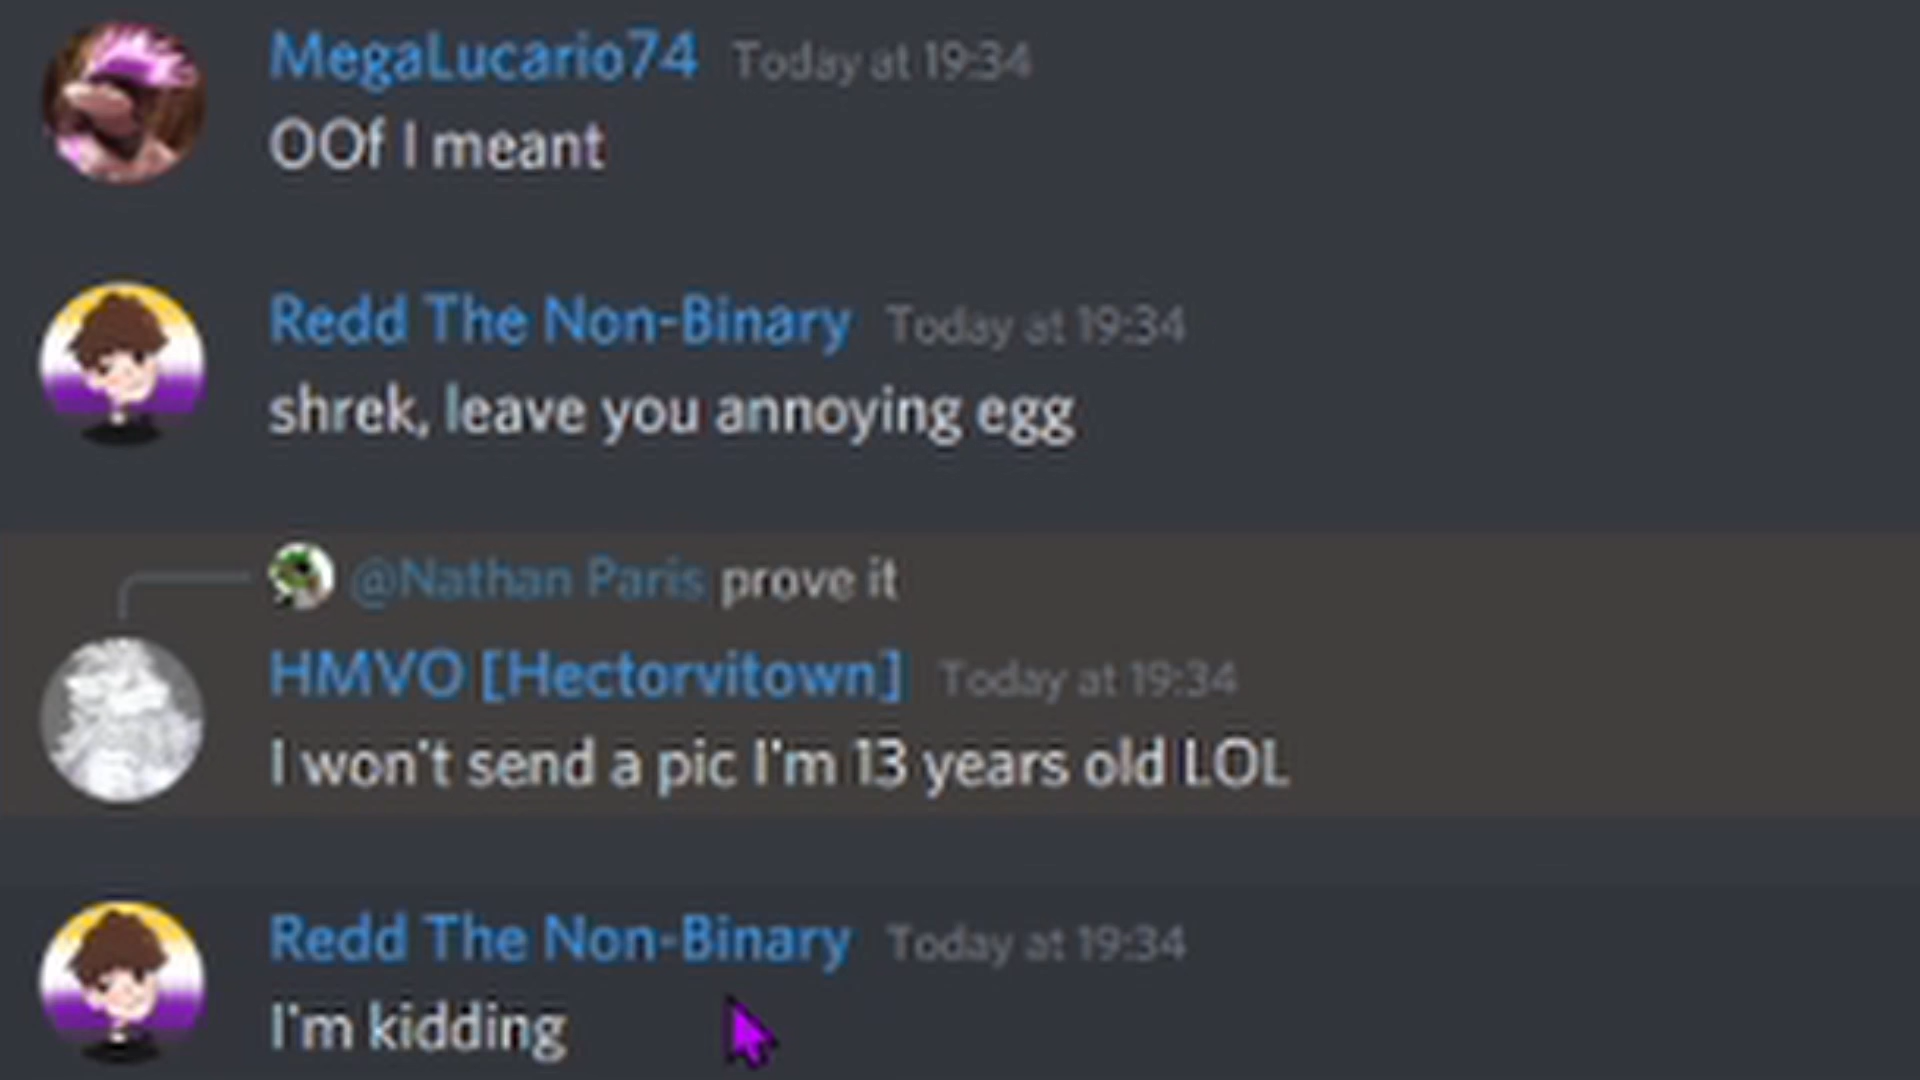 MegaLucario74 Today at 19:34
OOf I meant
Redd The Non-Binary Today at 19:34
shrek, leave you annoying egg
@Nathan Paris prove it
HMVO [Hectorvitown] Today at 19:34
I won't send a pic I'm 13 years old LOL
Redd The Non-Binary Today at 19:34
I'm kidding